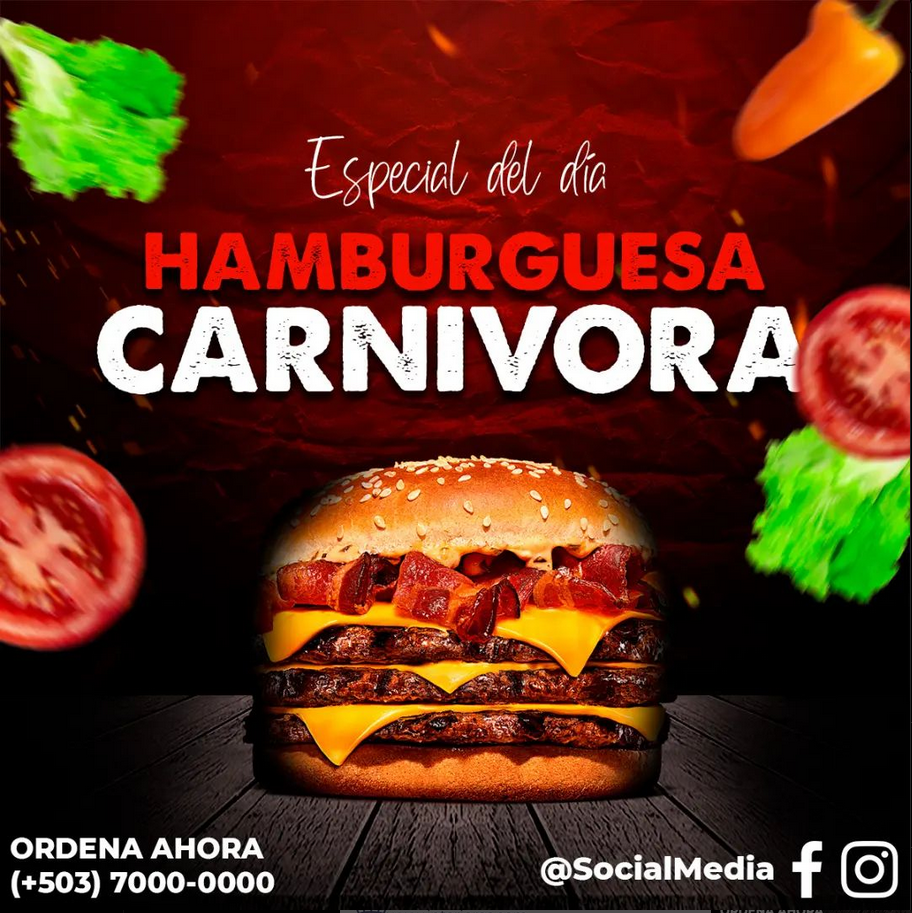 Especial del día
HAMBURGUESA
CARNIVORA
ORDENA AHORA
(+503) 7000-0000
@SocialMedia